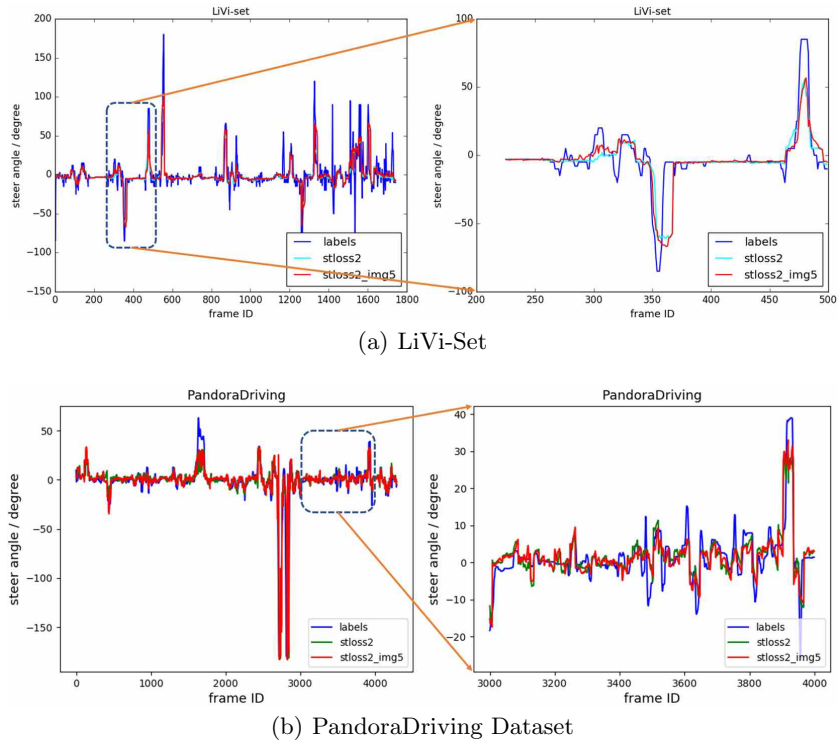 LiVi-set
200
150
100
50
0
−50
−100
−150
0 200 400 600 800 1000 1200 1400 1600 1800
steer angle / degree
frame ID
labels
stloss2
stloss2_img5
LiVi-set
100
50
0
−50
−100
200 250 300 350 400 450 500
steer angle / degree
frame ID
labels
stloss2
stloss2_img5
(a) LiVi-Set
PandoraDriving
50
0
−50
−100
−150
0 1000 2000 3000 4000
steer angle / degree
frame ID
labels
stloss2
stloss2_img5
PandoraDriving
40
30
20
10
0
−10
−20
3000 3200 3400 3600 3800 4000
steer angle / degree
frame ID
labels
stloss2
stloss2_img5
(b) PandoraDriving Dataset